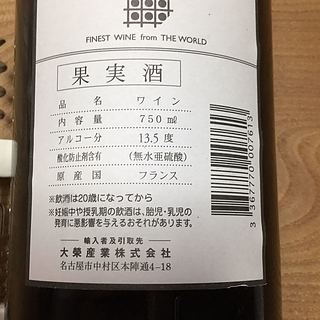 FINEST WINE from THE WORLD
果実酒
品名 ワイン
内容量 750㎖
アルコール分 13.5度
酸化防止剤含有 (無水亜硫酸)
原産国 フランス
※飲酒は20歳になってから
※妊娠中や授乳期の飲酒は、胎児・乳児の
発育に悪影響を与えるおそれがあります。
輸入者及引取先
大榮産業株式会社
名古屋市中村区本陣通4-18